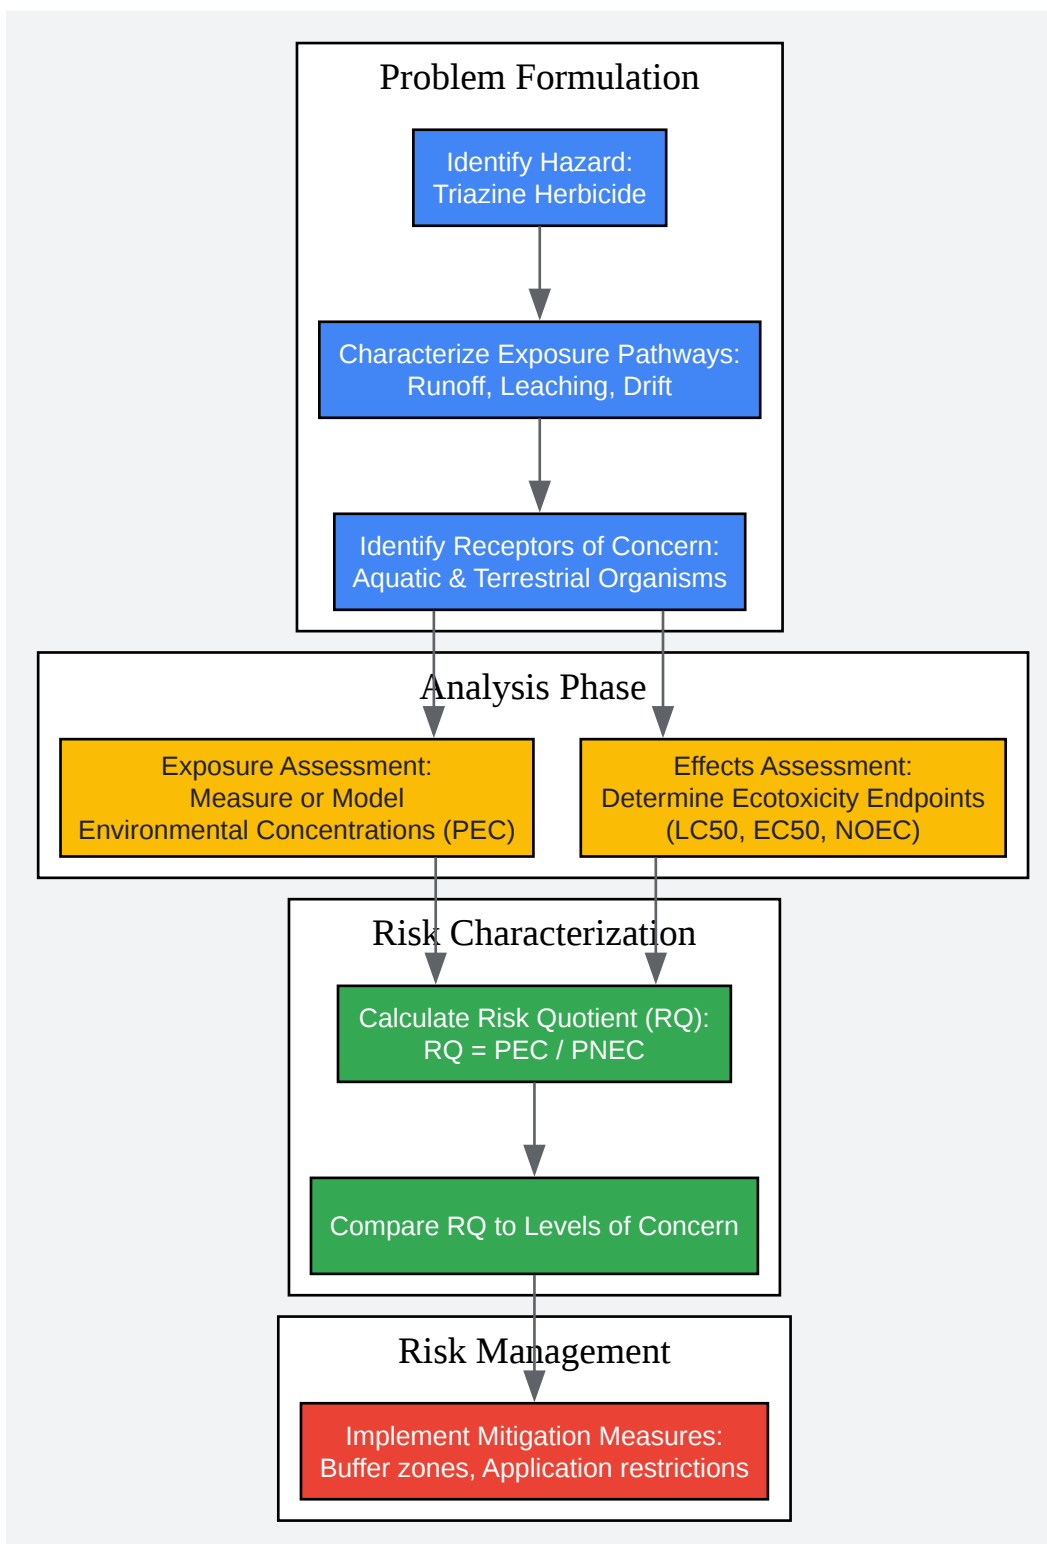 Problem Formulation
Identify Hazard:
Triazine Herbicide
Characterize Exposure Pathways:
Runoff, Leaching, Drift
Identify Receptors of Concern:
Aquatic & Terrestrial Organisms
Analysis Phase
Exposure Assessment:
Measure or Model
Environmental Concentrations (PEC)
Effects Assessment:
Determine Ecotoxicity Endpoints
(LC50, EC50, NOEC)
Risk Characterization
Calculate Risk Quotient (RQ):
RQ = PEC / PNEC
Compare RQ to Levels of Concern
Risk Management
Implement Mitigation Measures:
Buffer zones, Application restrictions